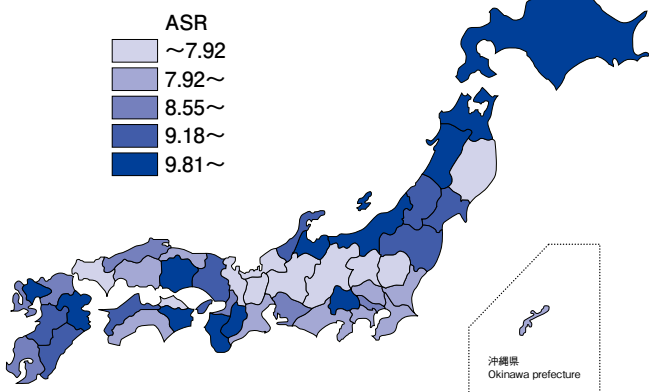 ASR
～7.92
7.92～
8.55～
9.18～
9.81～
沖縄県
Okinawa prefecture